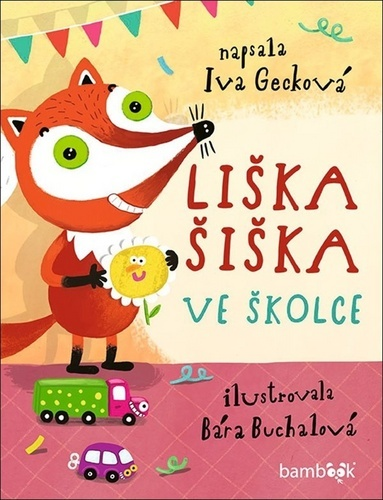 napsala
Iva Gecková
LIŠKA
ŠIŠKA
VE ŠKOLCE
ilustrovala
Bára Buchalová
bambook